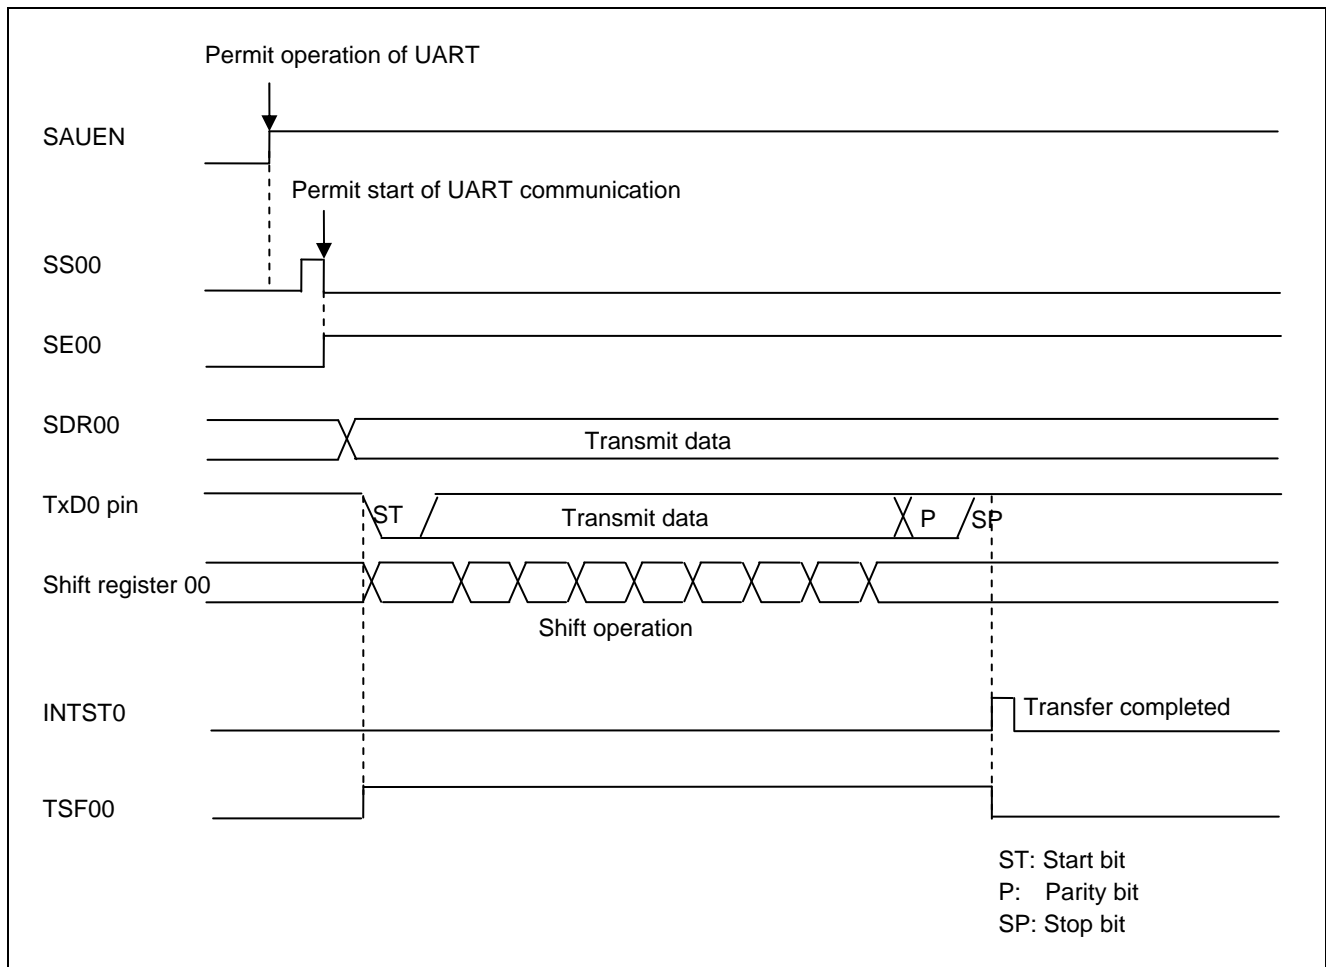 Permit operation of UART
SAUEN
Permit start of UART communication
SS00
SE00
SDR00
Transmit data
TxD0 pin
ST
Transmit data
P
SP
Shift register 00
Shift operation
INTST0
Transfer completed
TSF00
ST: Start bit
P: Parity bit
SP: Stop bit